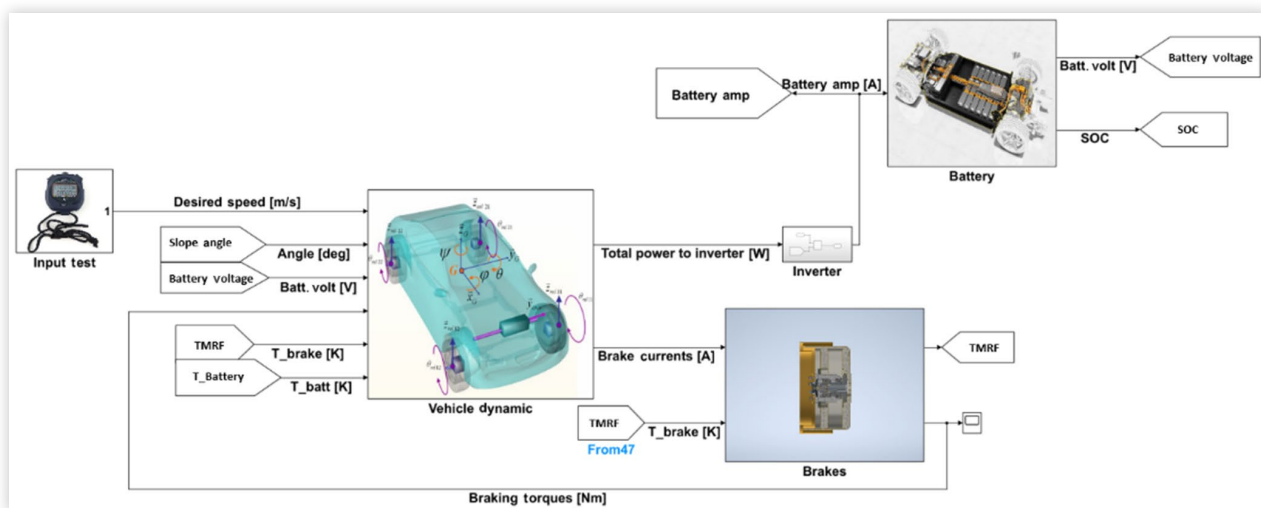 Battery amp
Battery amp [A]
Batt. volt [V]
Battery voltage
SOC
SOC
Battery
1
Input test
Desired speed [m/s]
Slope angle
Angle [deg]
Battery voltage
Batt. volt [V]
TMRF
T_brake [K]
T_Battery
T_batt [K]
ψ
G
φ
θ
Vehicle dynamic
Total power to inverter [W]
Inverter
Brake currents [A]
TMRF
T_brake [K]
From47
Brakes
TMRF
Braking torques [Nm]